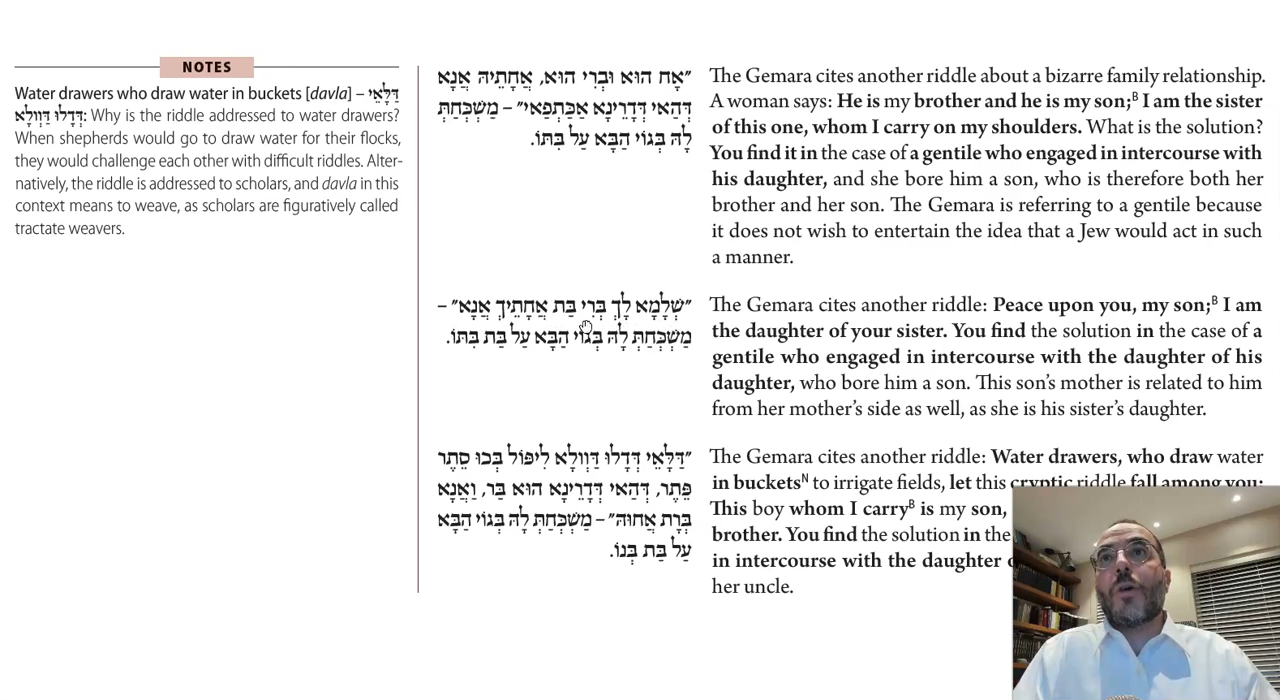 NOTES
Water drawers who draw water in buckets [davla] – דַּלָּאֵי
דְּדָלוּ דַּוְולָא: Why is the riddle addressed to water drawers?
When shepherds would go to draw water for their flocks,
they would challenge each other with difficult riddles. Alter-
natively, the riddle is addressed to scholars, and davla in this
context means to weave, as scholars are figuratively called
tractate weavers.
״אָח הוּא וּבְרִי הוּא, אֲחָתֵיהּ אֲנָא
דְּהַאי דְּדָרֵינָא אַכַּתְפַאי״ – מַשְׁכַּחַתְּ
לָהּ בְּגוֹי הַבָּא עַל בִּתּוֹ.
The Gemara cites another riddle about a bizarre family relationship.
A woman says: He is my brother and he is my son;B I am the sister
of this one, whom I carry on my shoulders. What is the solution?
You find it in the case of a gentile who engaged in intercourse with
his daughter, and she bore him a son, who is therefore both her
brother and her son. The Gemara is referring to a gentile because
it does not wish to entertain the idea that a Jew would act in such
a manner.
״שְׁלָמָא לָךְ בְּרִי בַּת אֲחָתֵיךְ אֲנָא״ –
מַשְׁכַּחַתְּ לָהּ בְּגוֹי הַבָּא עַל בַּת בִּתּוֹ.
The Gemara cites another riddle: Peace upon you, my son;B I am
the daughter of your sister. You find the solution in the case of a
gentile who engaged in intercourse with the daughter of his
daughter, who bore him a son. This son’s mother is related to him
from her mother’s side as well, as she is his sister’s daughter.
״דַּלָּאֵי דְּדָלוּ דַּוְולָא לִיפּוֹל בְּכוּ סְתַר
פְּתַר, דְּהַאי דְּדָרֵינָא הוּא בַּר, וַאֲנָא
בְּרַת אֲחוּהּ״ – מַשְׁכַּחַתְּ לָהּ בְּגוֹי הַבָּא
עַל בַּת בְּנוֹ.
The Gemara cites another riddle: Water drawers, who draw water
in bucketsN to irrigate fields, let this cryptic riddle fall among you:
This boy whom I carryB is my son,
brother. You find the solution in the
in intercourse with the daughter
her uncle.